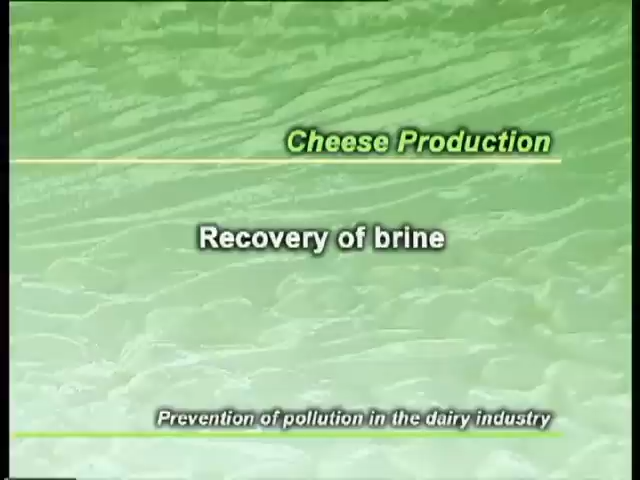 Cheese Production
Recovery of brine
Prevention of pollution in the dairy industry